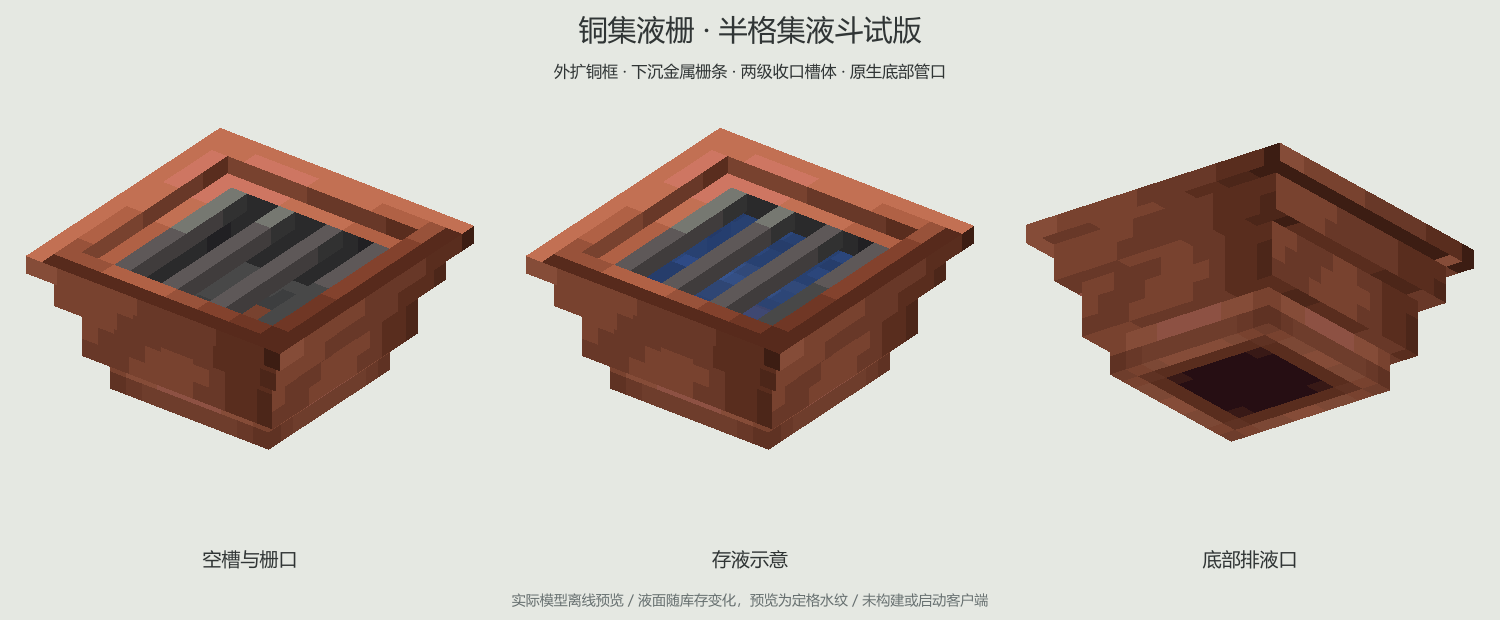 铜集液栅 · 半格集液斗试版
外扩铜框 · 下沉金属栅条 · 两级收口槽体 · 原生底部管口
空槽与栅口
存液示意
底部排液口
实际模型离线预览 / 液面随库存变化，预览为定格水纹 / 未构建或启动客户端